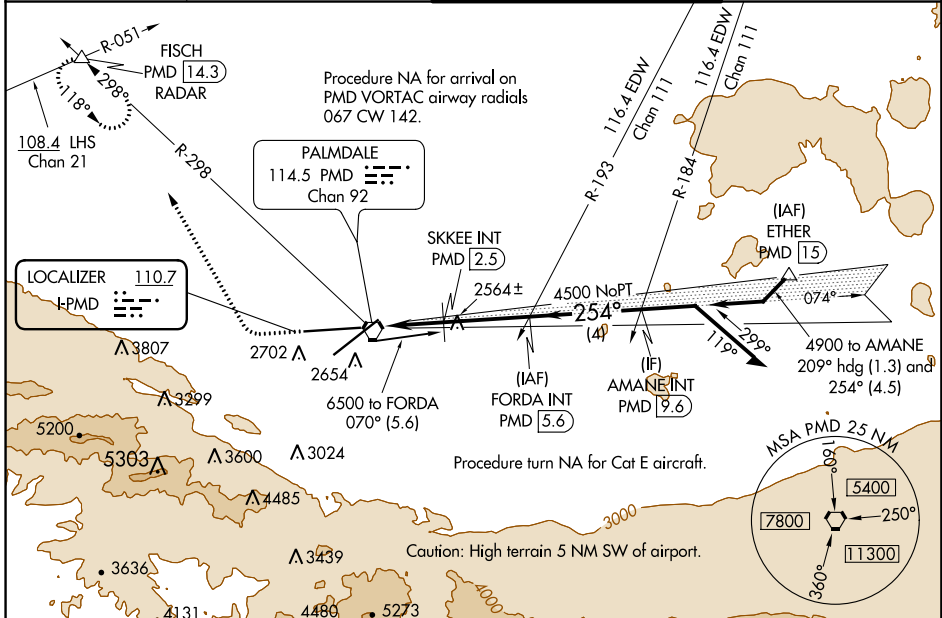 R-051
FISCH
PMD 14.3
RADAR
298°
118°
108.4 LHS
Chan 21
R-298
Procedure NA for arrival on
PMD VORTAC airway radials
067 CW 142.
116.4 EDW
Chan 111
116.4 EDW
Chan 111
R-193
R-184
PALMDALE
114.5 PMD
Chan 92
SKKEE INT
PMD 2.5
(IAF)
ETHER
PMD 15
LOCALIZER 110.7
I-PMD
2564±
4500 NoPT
254°
(4)
074°
299°
119°
3807
2702
2654
6500 to FORDA
070° (5.6)
(IAF)
FORDA INT
PMD 5.6
(IF)
AMANE INT
PMD 9.6
4900 to AMANE
209° hdg (1.3) and
254° (4.5)
3299
5200
5303
3600
3024
4485
Procedure turn NA for Cat E aircraft.
MSA PMD 25 NM
160°
5400
250°
7800
11300
360°
3000
3439
Caution: High terrain 5 NM SW of airport.
3636
4131
4480
5273
4000